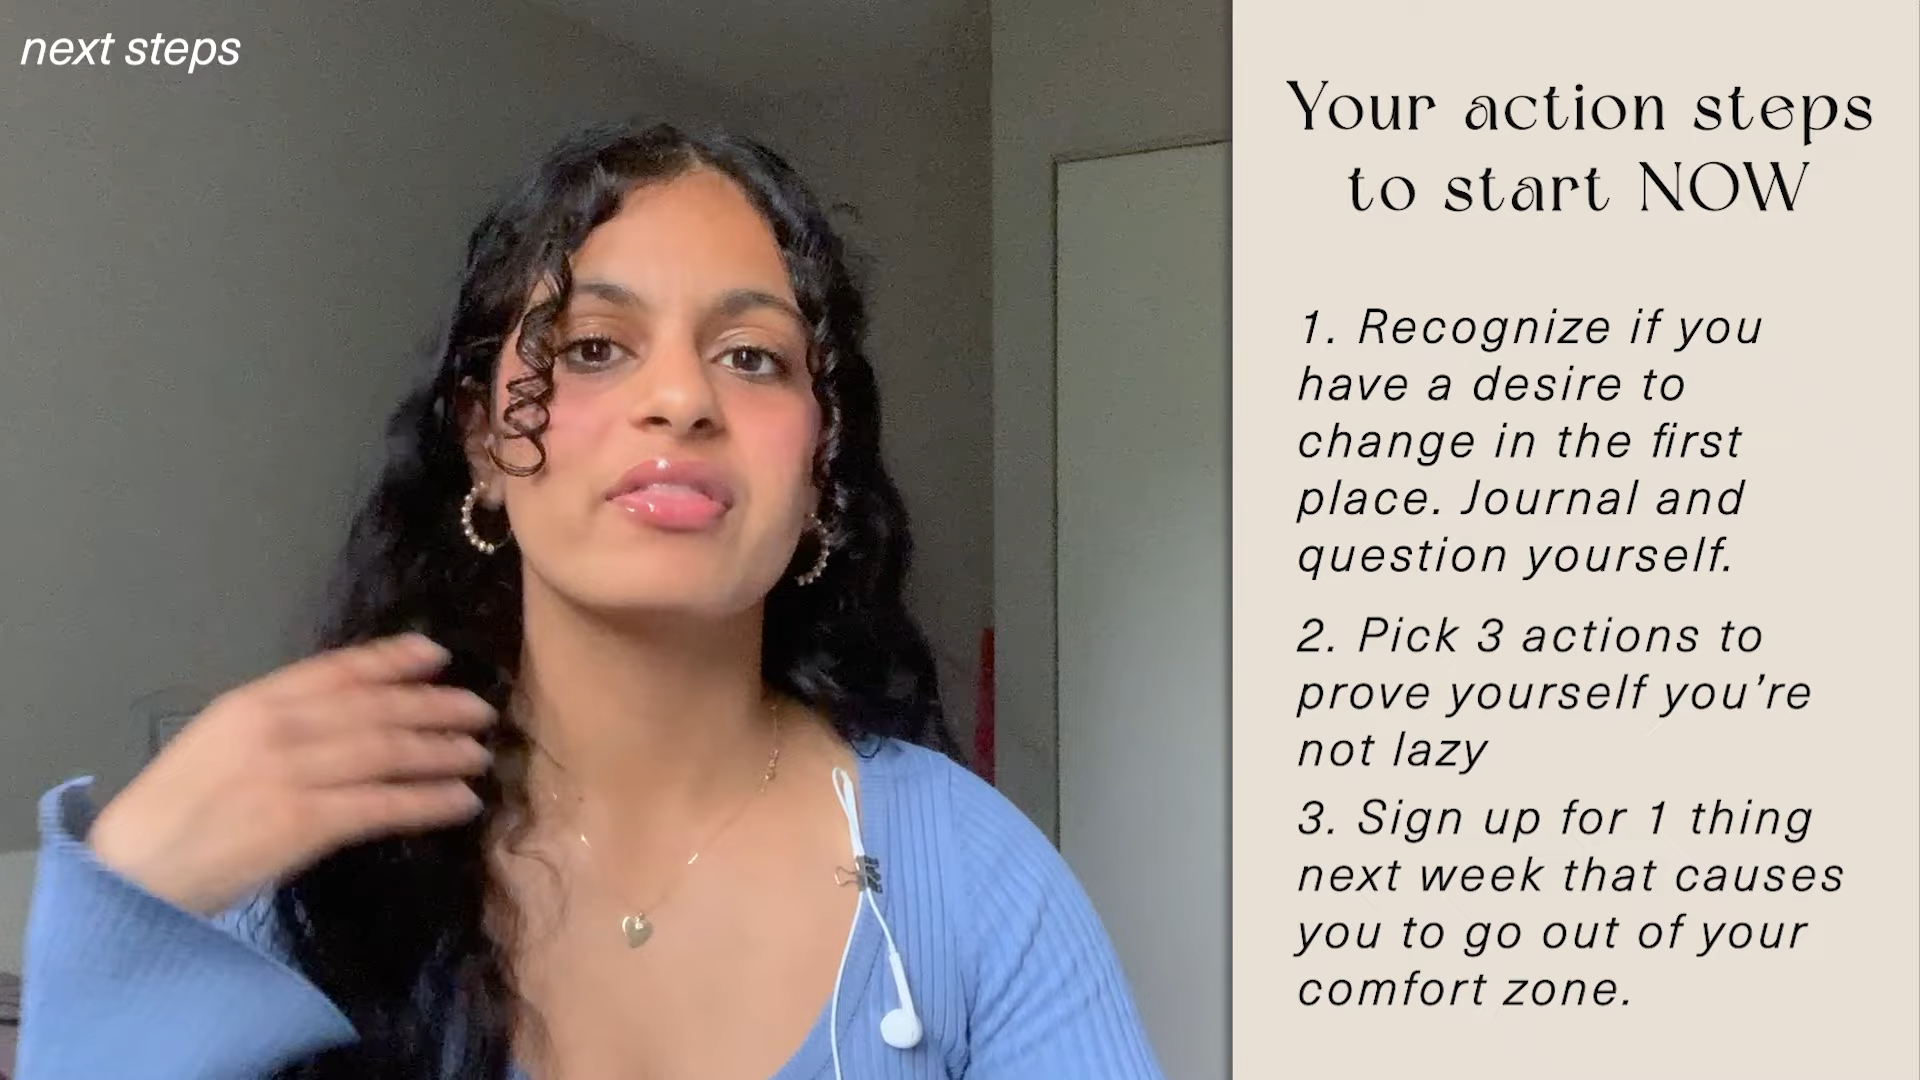 next steps
Your action steps
to start NOW
1. Recognize if you
have a desire to
change in the first
place. Journal and
question yourself.
2. Pick 3 actions to
prove yourself you're
not lazy
3. Sign up for 1 thing
next week that causes
you to go out of your
comfort zone.